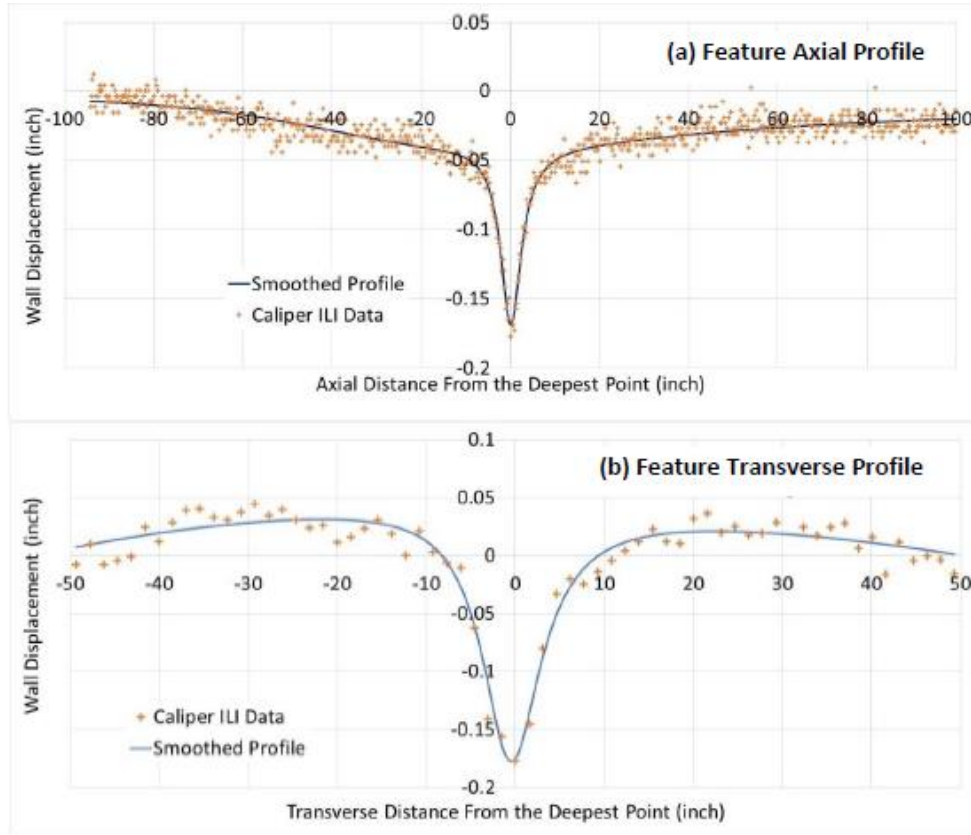 0.05
(a) Feature Axial Profile
0
-100 -80 -60 -40 -20 0 20 40 60 80 100
0.05
-0.1
Smoothed Profile
-0.15
Caliper ILI Data
-0.2
Wall Displacement (inch)
Axial Distance From the Deepest Point (inch)
0.1
(b) Feature Transverse Profile
0.05
0
-50 -40 -30 -20 -10 0 10 20 30 40 50
-0.05
-0.1
Caliper ILI Data
-0.15
Smoothed Profile
-0.2
Wall Displacement (inch)
Transverse Distance From the Deepest Point (inch)